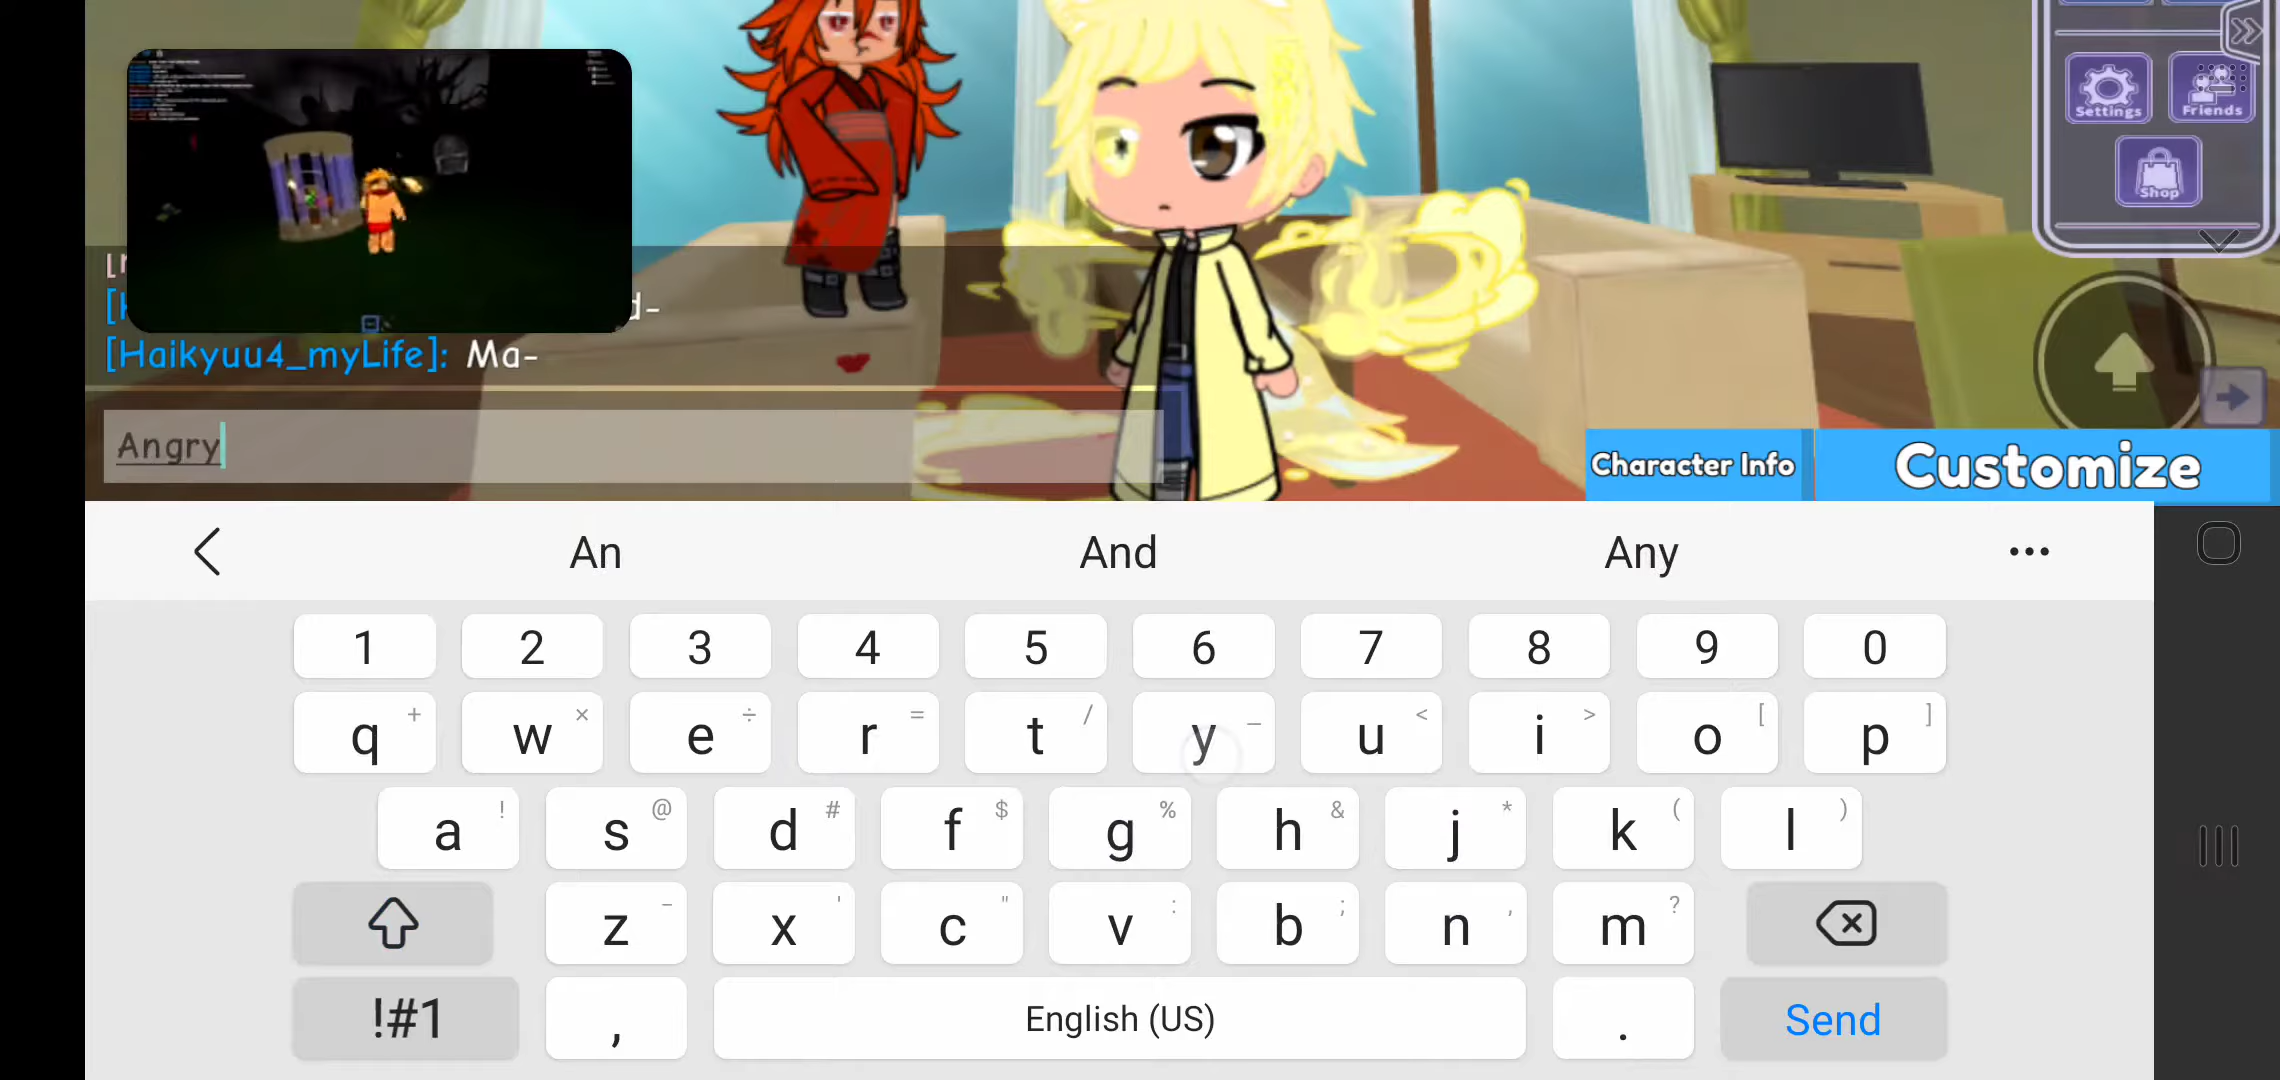 Settings Friends
Shop
d-
[Haikyuu4_myLife]: Ma-
Angry
Character Info Customize
An And Any •••
1 2 3 4 5 6 7 8 9 0
q + w × e ÷ r = t / y _ u < i > o [ p ]
a ! s @ d # f $ g % h & j * k ( l )
z - x ' c " v : b ; n , m ?
!#1 , English (US) . Send